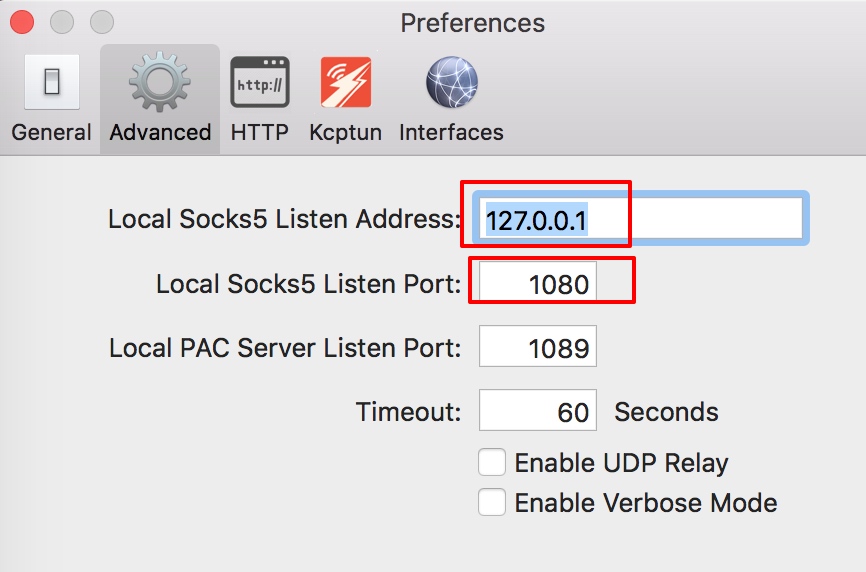 Preferences
General Advanced HTTP Kcptun Interfaces
http://
Local Socks5 Listen Address: 127.0.0.1
Local Socks5 Listen Port: 1080
Local PAC Server Listen Port: 1089
Timeout: 60 Seconds
Enable UDP Relay
Enable Verbose Mode